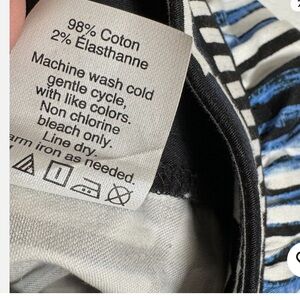 98% Coton
2% Élasthanne
Machine wash cold
gentle cycle,
with like colors.
Non chlorine
bleach only.
Line dry.
arm iron as needed.